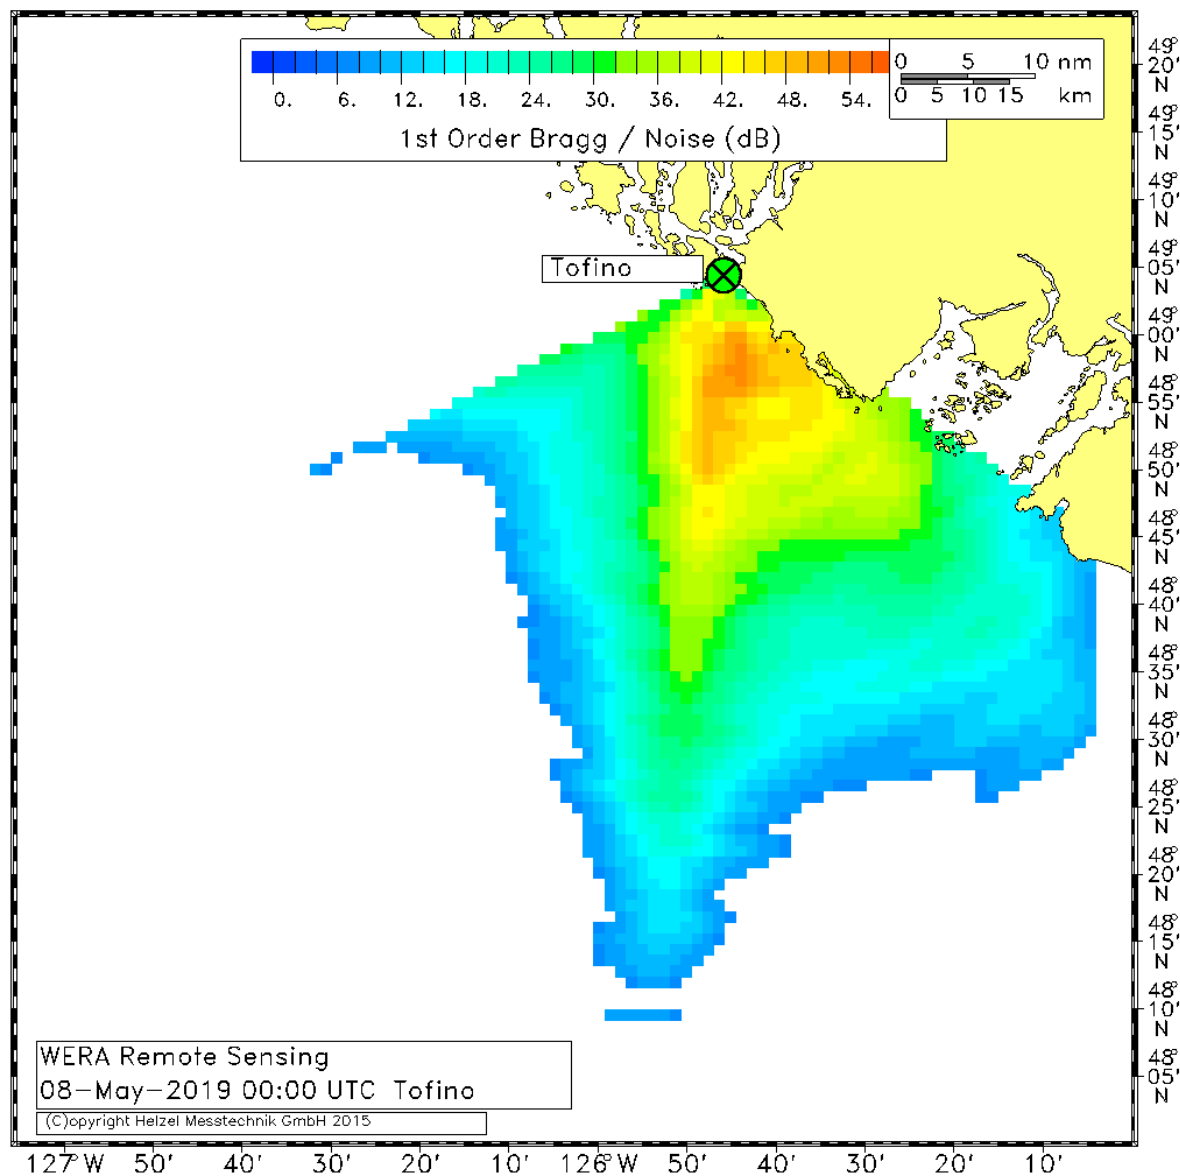 0. 6. 12. 18. 24. 30. 36. 42. 48. 54.
1st Order Bragg / Noise (dB)
0 5 10 nm
0 5 10 15 km
Tofino
49°
20'
N
49°
15'
N
49°
10'
N
49°
05'
N
49°
00'
N
48°
55'
N
48°
50'
N
48°
45'
N
48°
40'
N
48°
35'
N
48°
30'
N
48°
25'
N
48°
20'
N
48°
15'
N
48°
10'
N
48°
05'
N
WERA Remote Sensing
08-May-2019 00:00 UTC Tofino
(C)opyright Helzel Messtechnik GmbH 2015
127°W 50' 40' 30' 20' 10' 126°W 50' 40' 30' 20' 10'